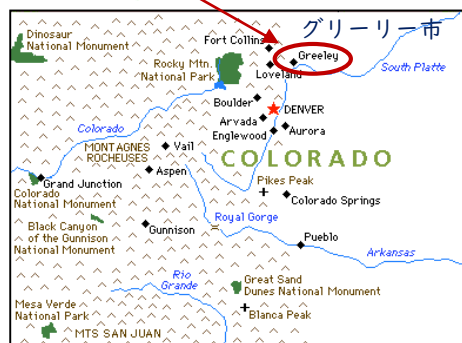 グリーリー市
Dinosaur
National Monument
Fort Collins
Greeley
Rocky Mtn.
National Park
Loveland
South Platte
Boulder
DENVER
Arvada
Englewood
Aurora
Colorado
MONTAGNES
ROCHEUSES
Vail
COLORADO
Aspen
Grand Junction
Pikes Peak
Colorado
National Monument
Colorado Springs
Black Canyon
of the Gunnison
National Monument
Royal Gorge
Gunnison
Pueblo
Arkansas
Rio
Grande
Great Sand
Dunes National Monument
Mesa Verde
National Park
Blanca Peak
MTS SAN JUAN